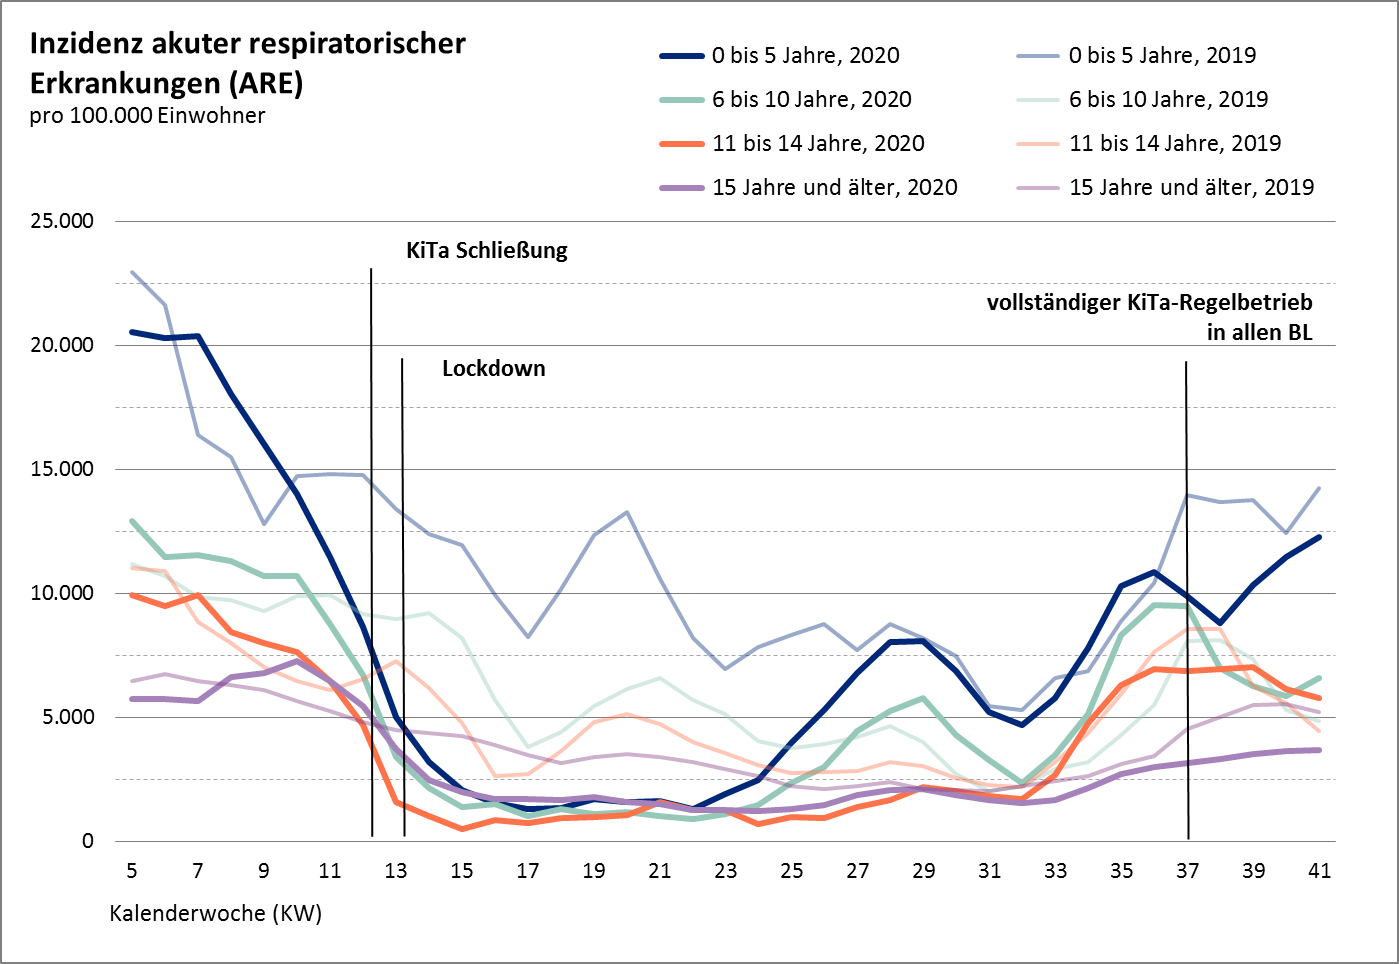 Inzidenz akuter respiratorischer
Erkrankungen (ARE)
pro 100.000 Einwohner
0 bis 5 Jahre, 2020
0 bis 5 Jahre, 2019
6 bis 10 Jahre, 2020
6 bis 10 Jahre, 2019
11 bis 14 Jahre, 2020
11 bis 14 Jahre, 2019
15 Jahre und älter, 2020
15 Jahre und älter, 2019
25.000
20.000
15.000
10.000
5.000
0
KiTa Schließung
Lockdown
vollständiger KiTa-Regelbetrieb
in allen BL
5 7 9 11 13 15 17 19 21 23 25 27 29 31 33 35 37 39 41
Kalenderwoche (KW)